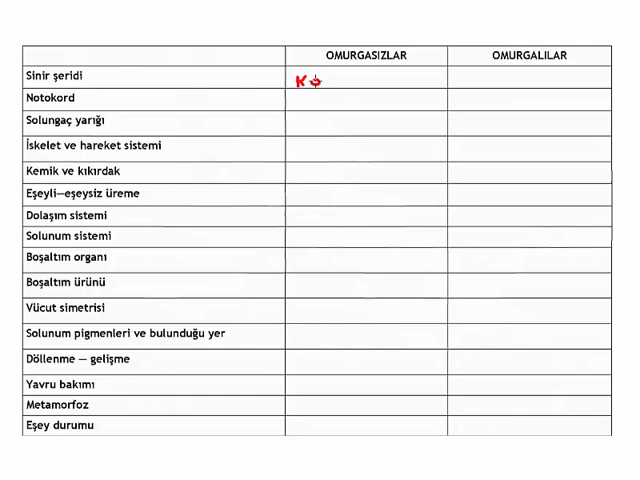 OMURGASIZLAR OMURGALILAR
Sinir şeridi
Notokord
Solungaç yarığı
İskelet ve hareket sistemi
Kemik ve kıkırdak
Eşeyli—eşeysiz üreme
Dolaşım sistemi
Solunum sistemi
Boşaltım organı
Boşaltım ürünü
Vücut simetrisi
Solunum pigmenleri ve bulunduğu yer
Döllenme — gelişme
Yavru bakımı
Metamorfoz
Eşey durumu